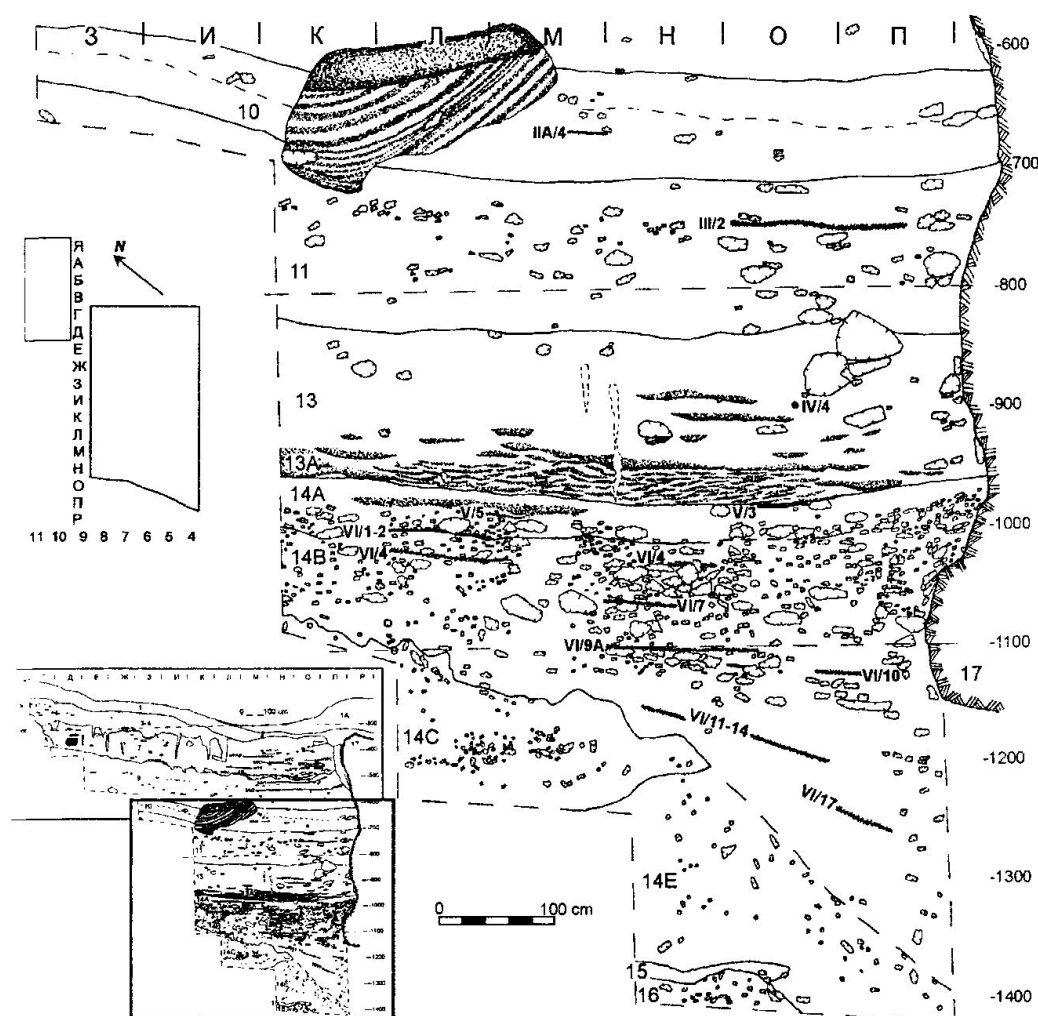 З И К Л М Н О П
-600
10
IIA/4
-700
III/2
11
-800
N
Я
А
Б
В
Г
Д
Е
Ж
З
И
К
Л
М
Н
О
П
Р
11 10 9 8 7 6 5 4
13
IV/4
-900
13A
14A
V/5
V/3
-1000
VI/1-2
14B
VI/4
VI/4
VI/7
-1100
VI/9A
VI/10
17
VI/11-14
14C
-1200
VI/17
14E
-1300
0 100 cm
15
16
-1400